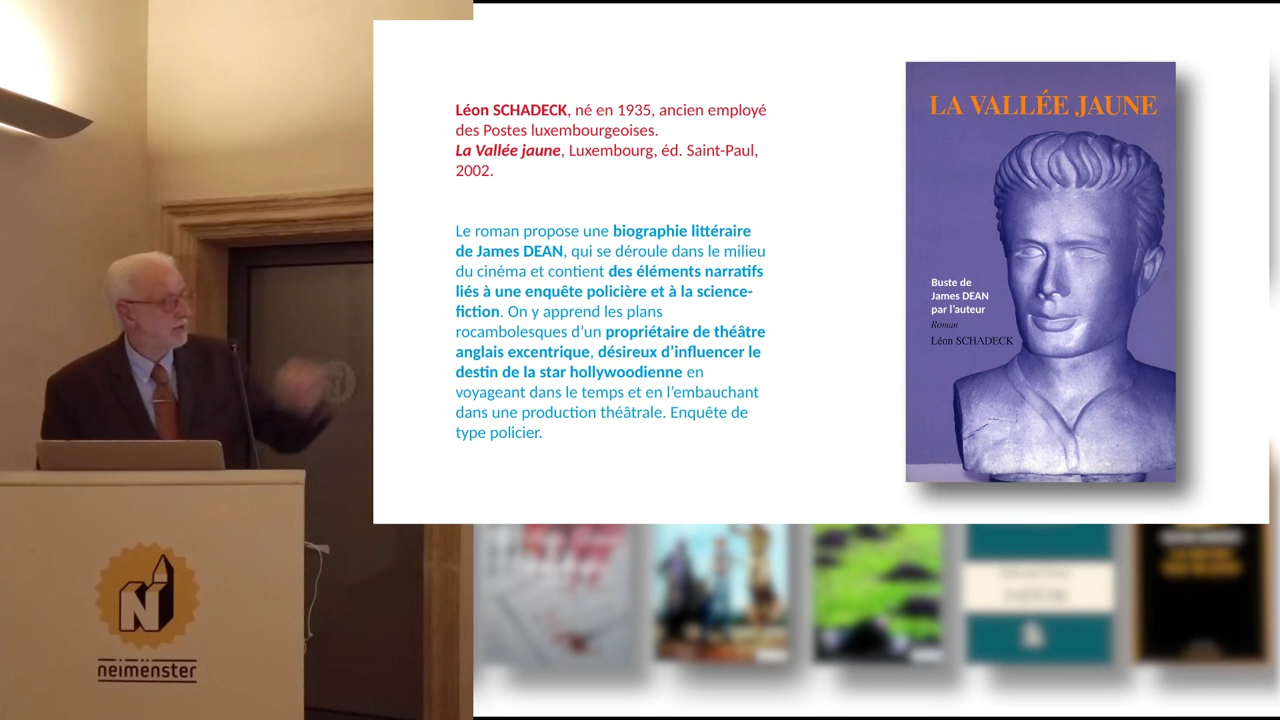 Léon SCHADECK, né en 1935, ancien employé
des Postes luxembourgeoises.
La Vallée jaune, Luxembourg, éd. Saint-Paul,
2002.
Le roman propose une biographie littéraire
de James DEAN, qui se déroule dans le milieu
du cinéma et contient des éléments narratifs
liés à une enquête policière et à la science-
fiction. On y apprend les plans
rocambolesques d’un propriétaire de théâtre
anglais excentrique, désireux d’influencer le
destin de la star hollywoodienne en
voyageant dans le temps et en l’embauchant
dans une production théâtrale. Enquête de
type policier.
LA VALLÉE JAUNE
Buste de
James DEAN
par l’auteur
Roman
Léon SCHADECK
N
neimënster